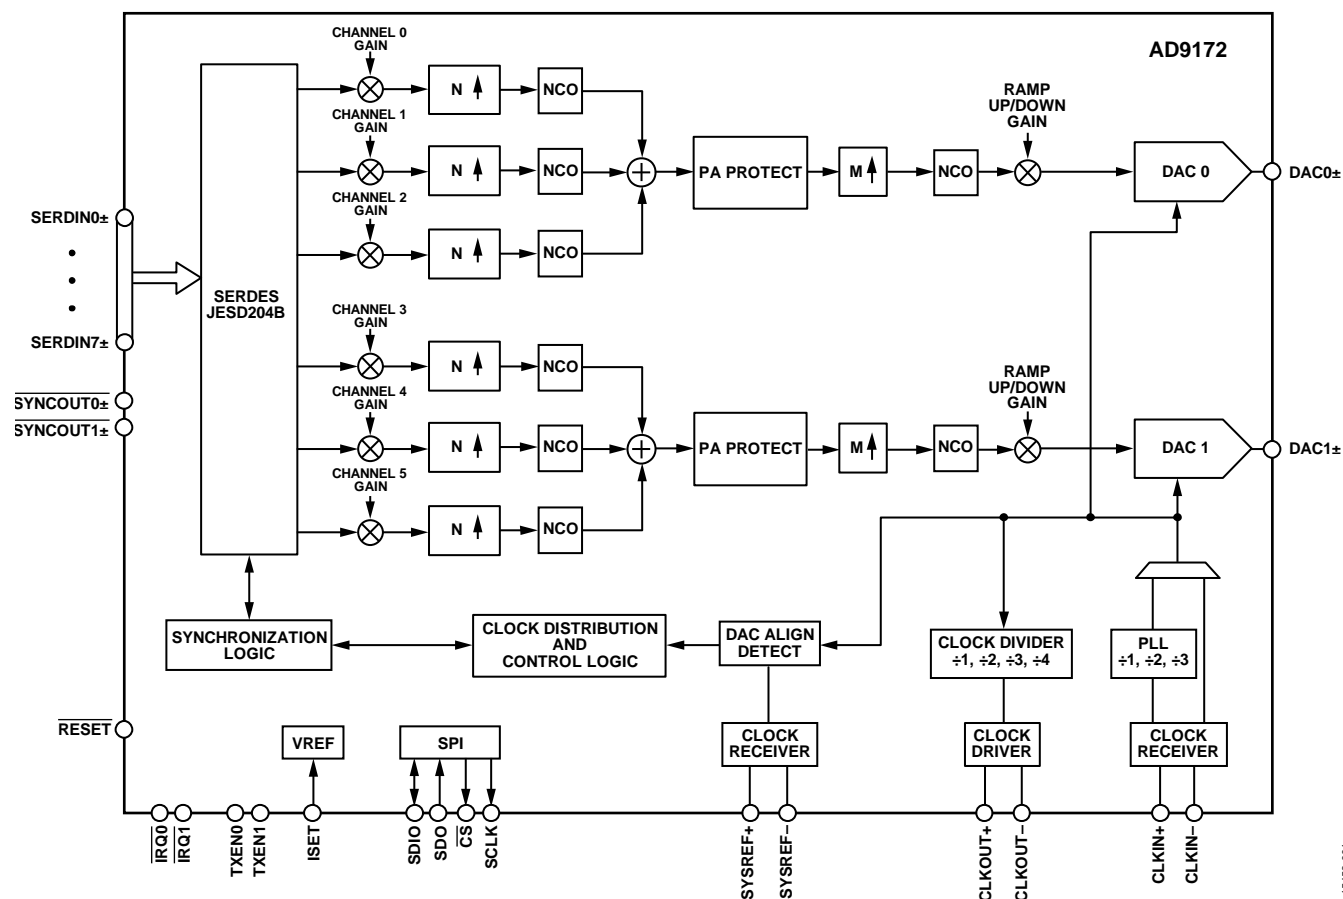 AD9172
CHANNEL 0
GAIN
N
NCO
CHANNEL 1
GAIN
N
NCO
CHANNEL 2
GAIN
N
NCO
PA PROTECT
M
NCO
RAMP
UP/DOWN
GAIN
DAC 0
DAC0±
SERDIN0±
SERDIN7±
SERDES
JESD204B
SYNCOUT0±
SYNCOUT1±
CHANNEL 3
GAIN
N
NCO
CHANNEL 4
GAIN
N
NCO
CHANNEL 5
GAIN
N
NCO
PA PROTECT
M
NCO
RAMP
UP/DOWN
GAIN
DAC 1
DAC1±
SYNCHRONIZATION
LOGIC
CLOCK DISTRIBUTION
AND
CONTROL LOGIC
DAC ALIGN
DETECT
CLOCK DIVIDER
÷1, ÷2, ÷3, ÷4
PLL
÷1, ÷2, ÷3
RESET
VREF
SPI
CLOCK
RECEIVER
CLOCK
DRIVER
CLOCK
RECEIVER
IRQ0
IRQ1
TXEN0
TXEN1
ISET
SDIO
SDO
CS
SCLK
SYSREF+
SYSREF–
CLKOUT+
CLKOUT–
CLKIN+
CLKIN–